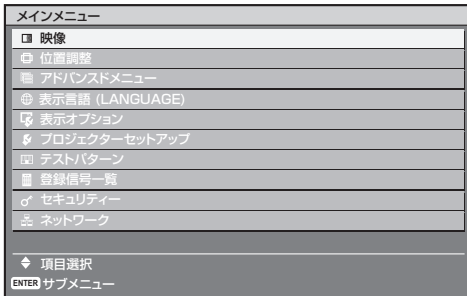 メインメニュー
映像
位置調整
アドバンスドメニュー
表示言語 (LANGUAGE)
表示オプション
プロジェクターセットアップ
テストパターン
登録信号一覧
セキュリティー
ネットワーク
項目選択
ENTER サブメニュー